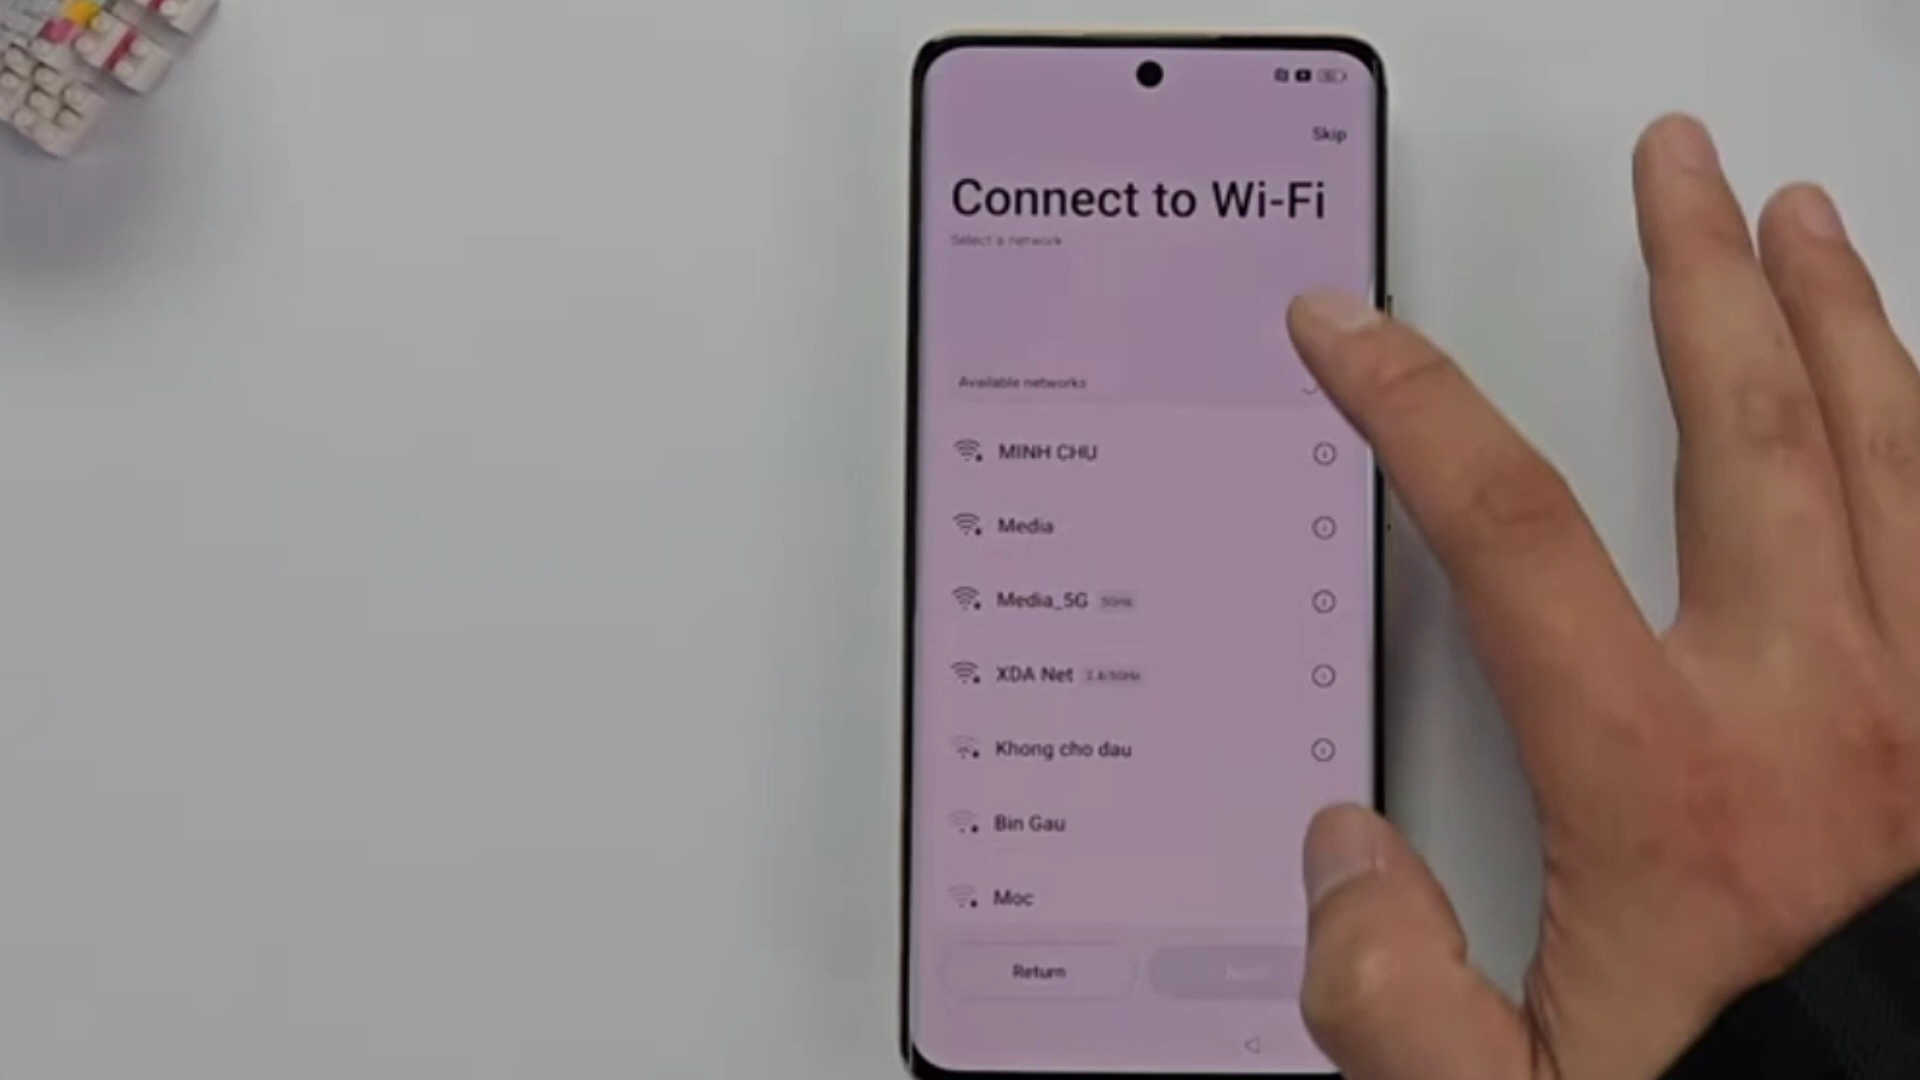 Skip
Connect to Wi-Fi
Select a network
Available networks
MINH CHU
Media
Media_5G 5GHz
XDA Net 2.4/5GHz
Khong cho dau
Bin Gau
Moc
Return
Next